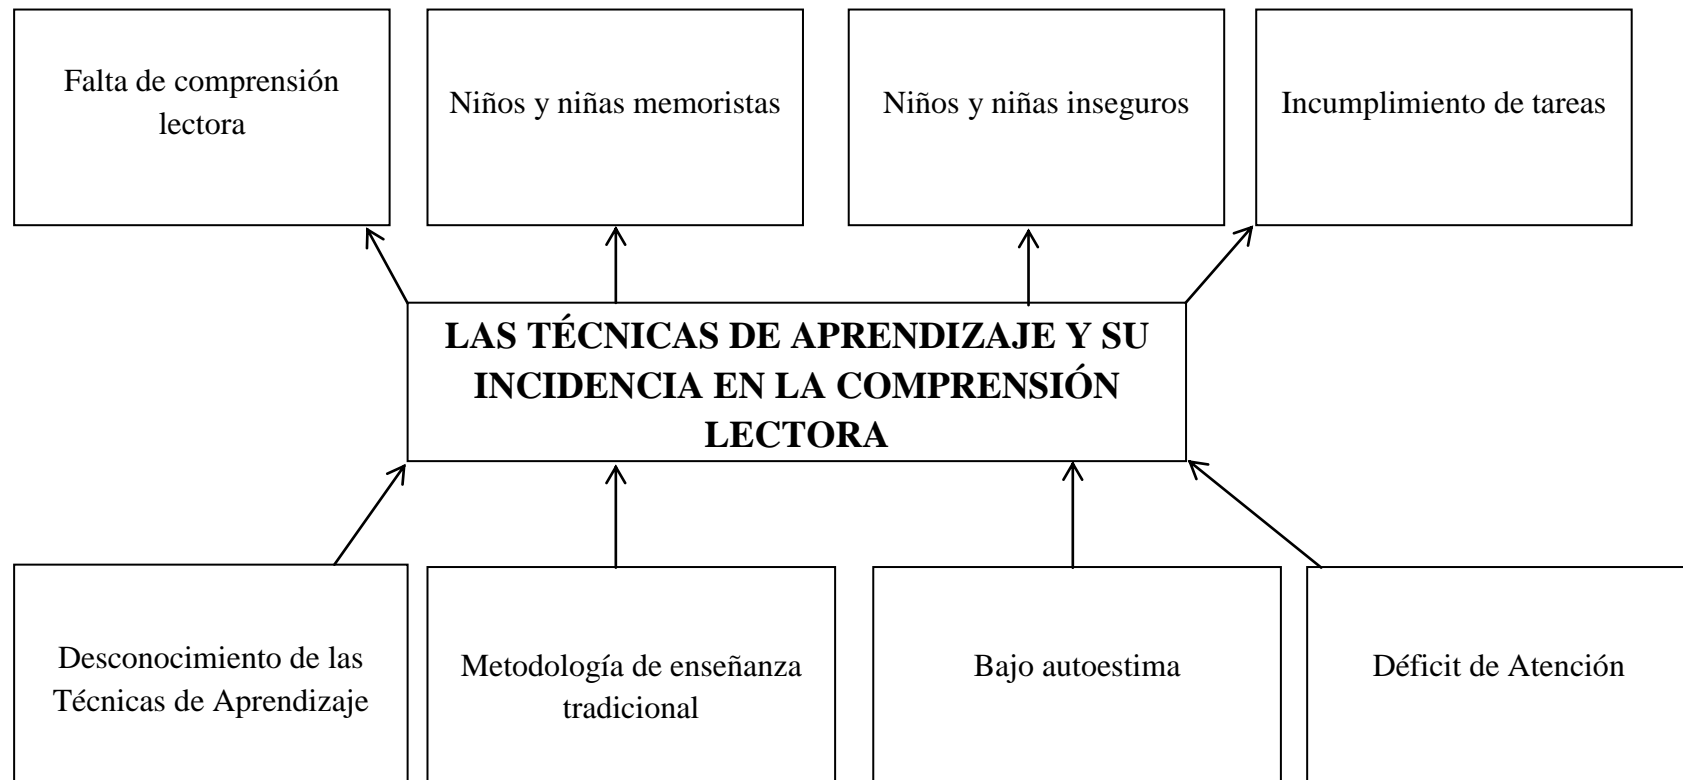 Falta de comprensión
lectora
Niños y niñas memoristas
Niños y niñas inseguros
Incumplimiento de tareas
LAS TÉCNICAS DE APRENDIZAJE Y SU
INCIDENCIA EN LA COMPRENSIÓN
LECTORA
Desconocimiento de las
Técnicas de Aprendizaje
Metodología de enseñanza
tradicional
Bajo autoestima
Déficit de Atención